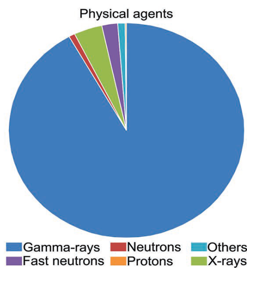 Physical agents
Gamma-rays Neutrons Others
Fast neutrons Protons X-rays